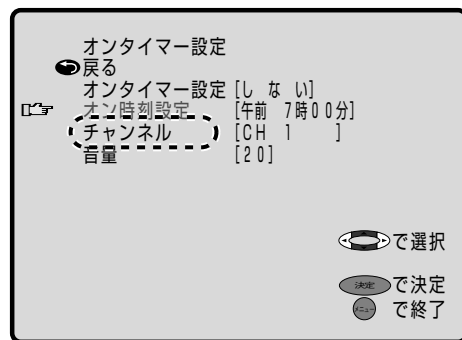 オンタイマー設定
戻る
オンタイマー設定 [し な い]
オン時刻設定 [午前 7時00分]
チャンネル [CH 1 ]
音量 [20]
で選択
決定 で決定
メニュー で終了